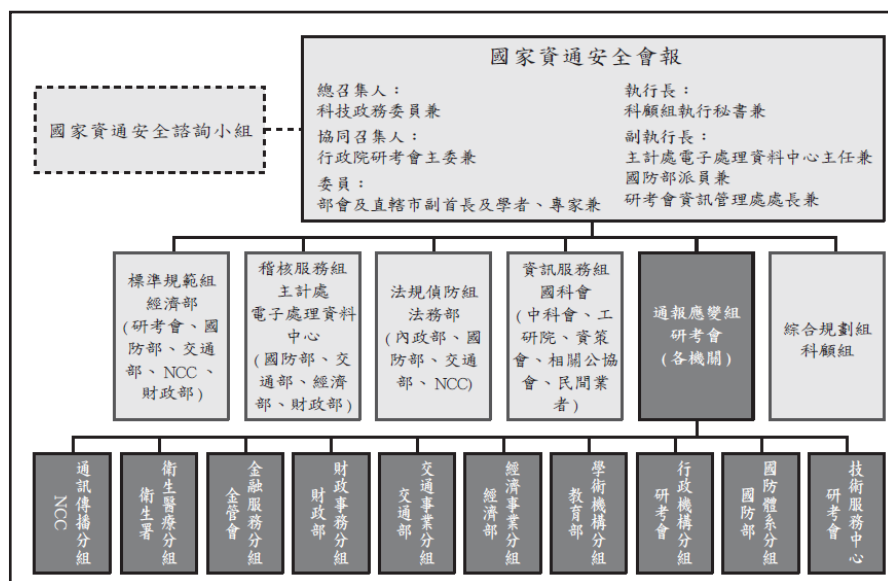 國家資通安全會報
總召集人：
科技政務委員兼
協同召集人：
行政院研考會主委兼
委員：
部會及直轄市副首長及學者、專家兼
執行長：
科顧組執行秘書兼
副執行長：
主計處電子處理資料中心主任兼
國防部派員兼
研考會資訊管理處處長兼
國家資通安全諮詢小組
標準規範組
經濟部
(研考會、國
防部、交通
部、NCC、
財政部)
稽核服務組
主計處
電子處理資料
中心
(國防部、交
通部、經濟
部、財政部)
法規偵防組
法務部
(內政部、國
防部、交通
部、NCC)
資訊服務組
國科會
(中科會、工
研院、資策
會、相關公協
會、民間業
者)
通報應變組
研考會
(各機關)
綜合規劃組
科顧組
通訊傳播分組
NCC
衛生醫療分組
衛生署
金融服務分組
金管會
財政事務分組
財政部
交通事業分組
交通部
經濟事業分組
經濟部
學術機構分組
教育部
行政機構分組
研考會
國防體系分組
國防部
技術服務中心
研考會